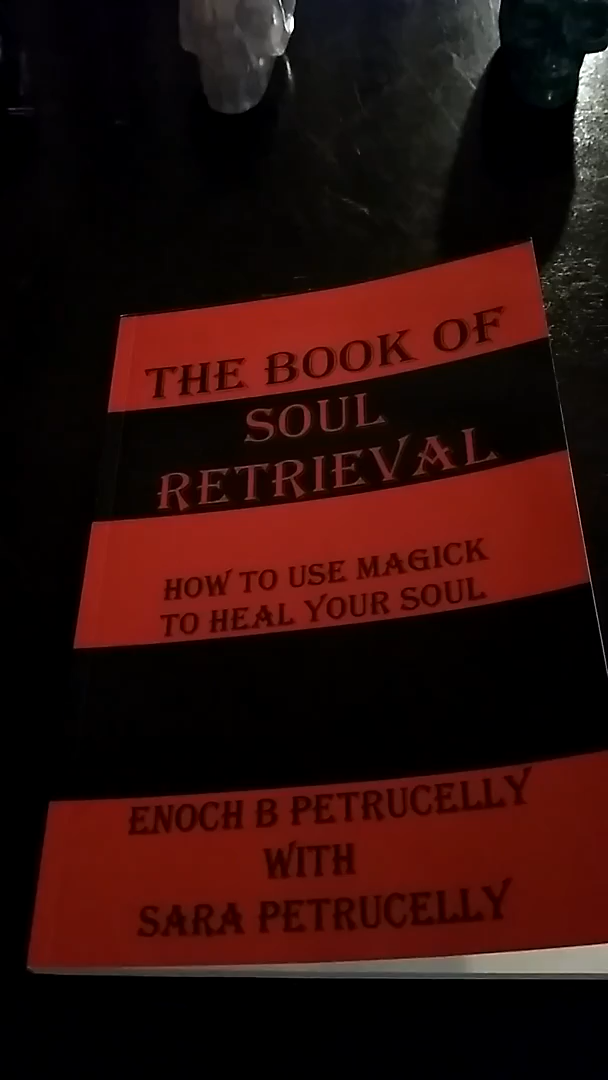 THE BOOK OF
SOUL
RETRIEVAL
HOW TO USE MAGICK
TO HEAL YOUR SOUL
ENOCH B PETRUCELLY
WITH
SARA PETRUCELLY